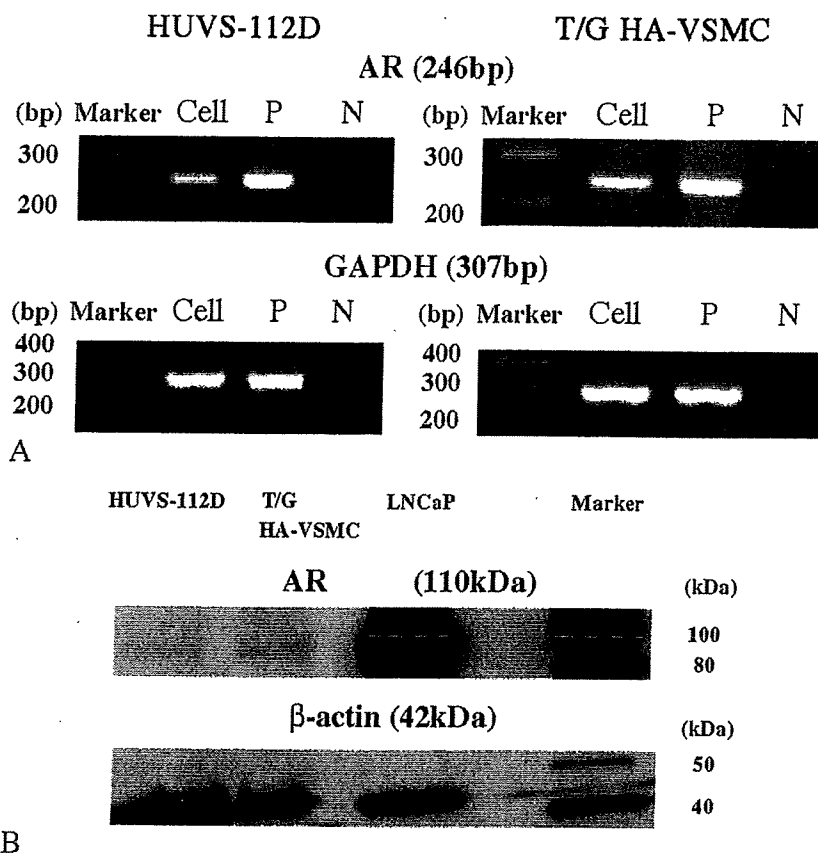 HUVS-112D T/G HA-VSMC
AR (246bp)
(bp) Marker Cell P N (bp) Marker Cell P N
300 300
200 200
GAPDH (307bp)
(bp) Marker Cell P N (bp) Marker Cell P N
400 400
300 300
200 200
A
HUVS-112D T/G LNCaP Marker
HA-VSMC
AR (110kDa) (kDa)
100
80
β-actin (42kDa) (kDa)
50
40
B